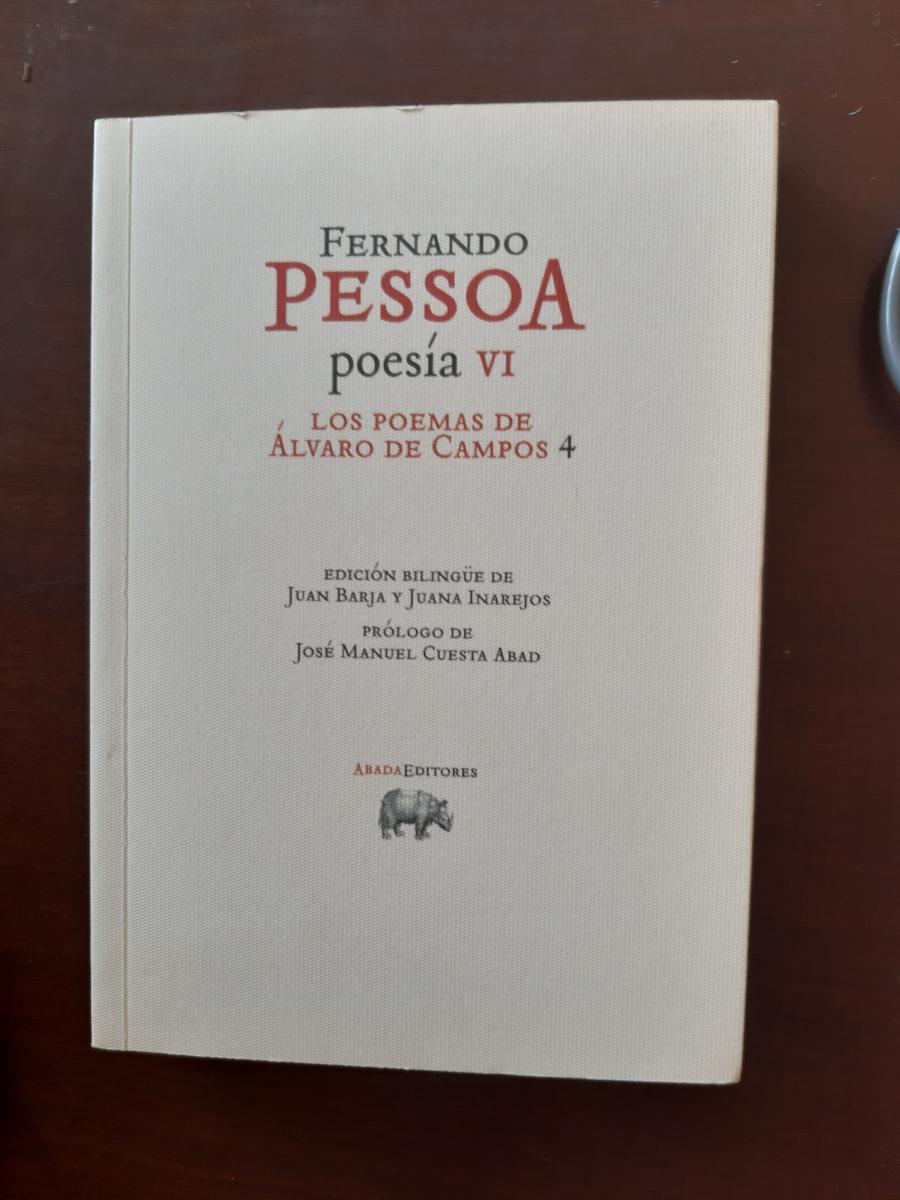 FERNANDO
PESSOA
poesía VI
LOS POEMAS DE
ÁLVARO DE CAMPOS 4
EDICIÓN BILINGÜE DE
JUAN BARJA Y JUANA INAREJOS
PRÓLOGO DE
JOSÉ MANUEL CUESTA ABAD
ABADAEDITORES